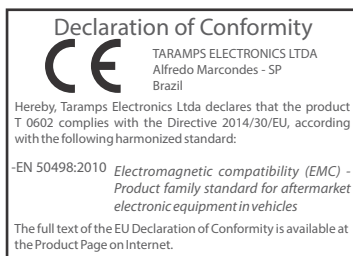 Declaration of Conformity
CE
TARAMPS ELECTRONICS LTDA
Alfredo Marcondes - SP
Brazil
Hereby, Taramps Electronics Ltda declares that the product
T 0602 complies with the Directive 2014/30/EU, according
with the following harmonized standard:
-EN 50498:2010 Electromagnetic compatibility (EMC) -
Product family standard for aftermarket
electronic equipment in vehicles
The full text of the EU Declaration of Conformity is available at
the Product Page on Internet.